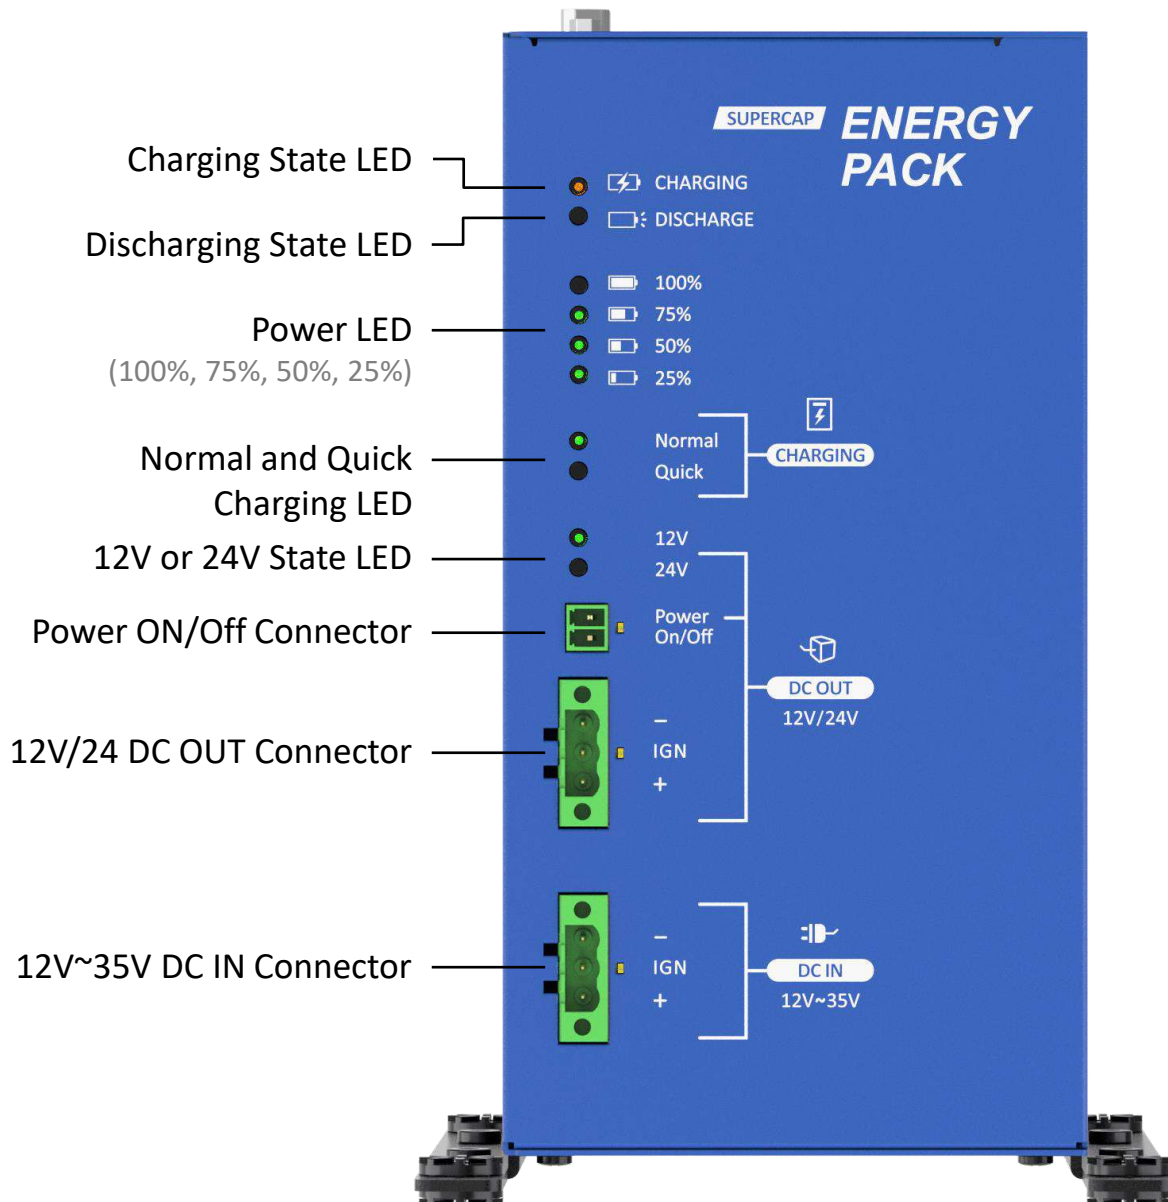 SUPERCAP ENERGY
PACK
Charging State LED
CHARGING
Discharging State LED
DISCHARGE
100%
75%
Power LED
50%
(100%, 75%, 50%, 25%)
25%
Normal and Quick
Charging LED
Normal
Quick
CHARGING
12V or 24V State LED
12V
24V
Power ON/Off Connector
Power
On/Off
DC OUT
12V/24V
12V/24 DC OUT Connector
–
IGN
+
12V~35V DC IN Connector
–
IGN
+
DC IN
12V~35V